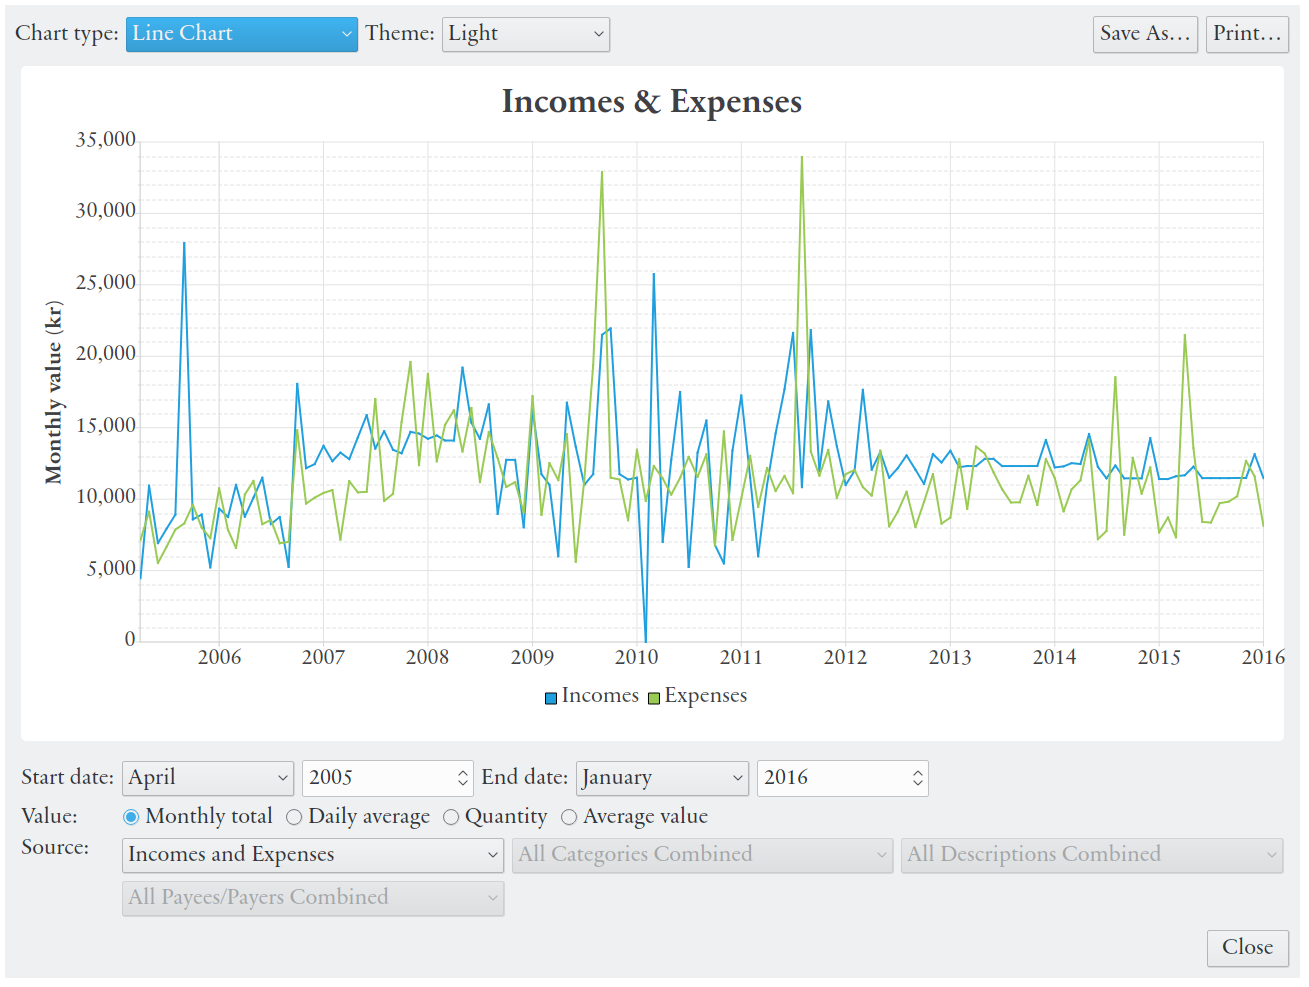 Chart type: Line Chart Theme: Light Save As... Print...
Incomes & Expenses
Monthly value (kr)
35,000
30,000
25,000
20,000
15,000
10,000
5,000
0
2006 2007 2008 2009 2010 2011 2012 2013 2014 2015 2016
Incomes Expenses
Start date: April 2005 End date: January 2016
Value: Monthly total Daily average Quantity Average value
Source: Incomes and Expenses All Categories Combined All Descriptions Combined
All Payees/Payers Combined
Close